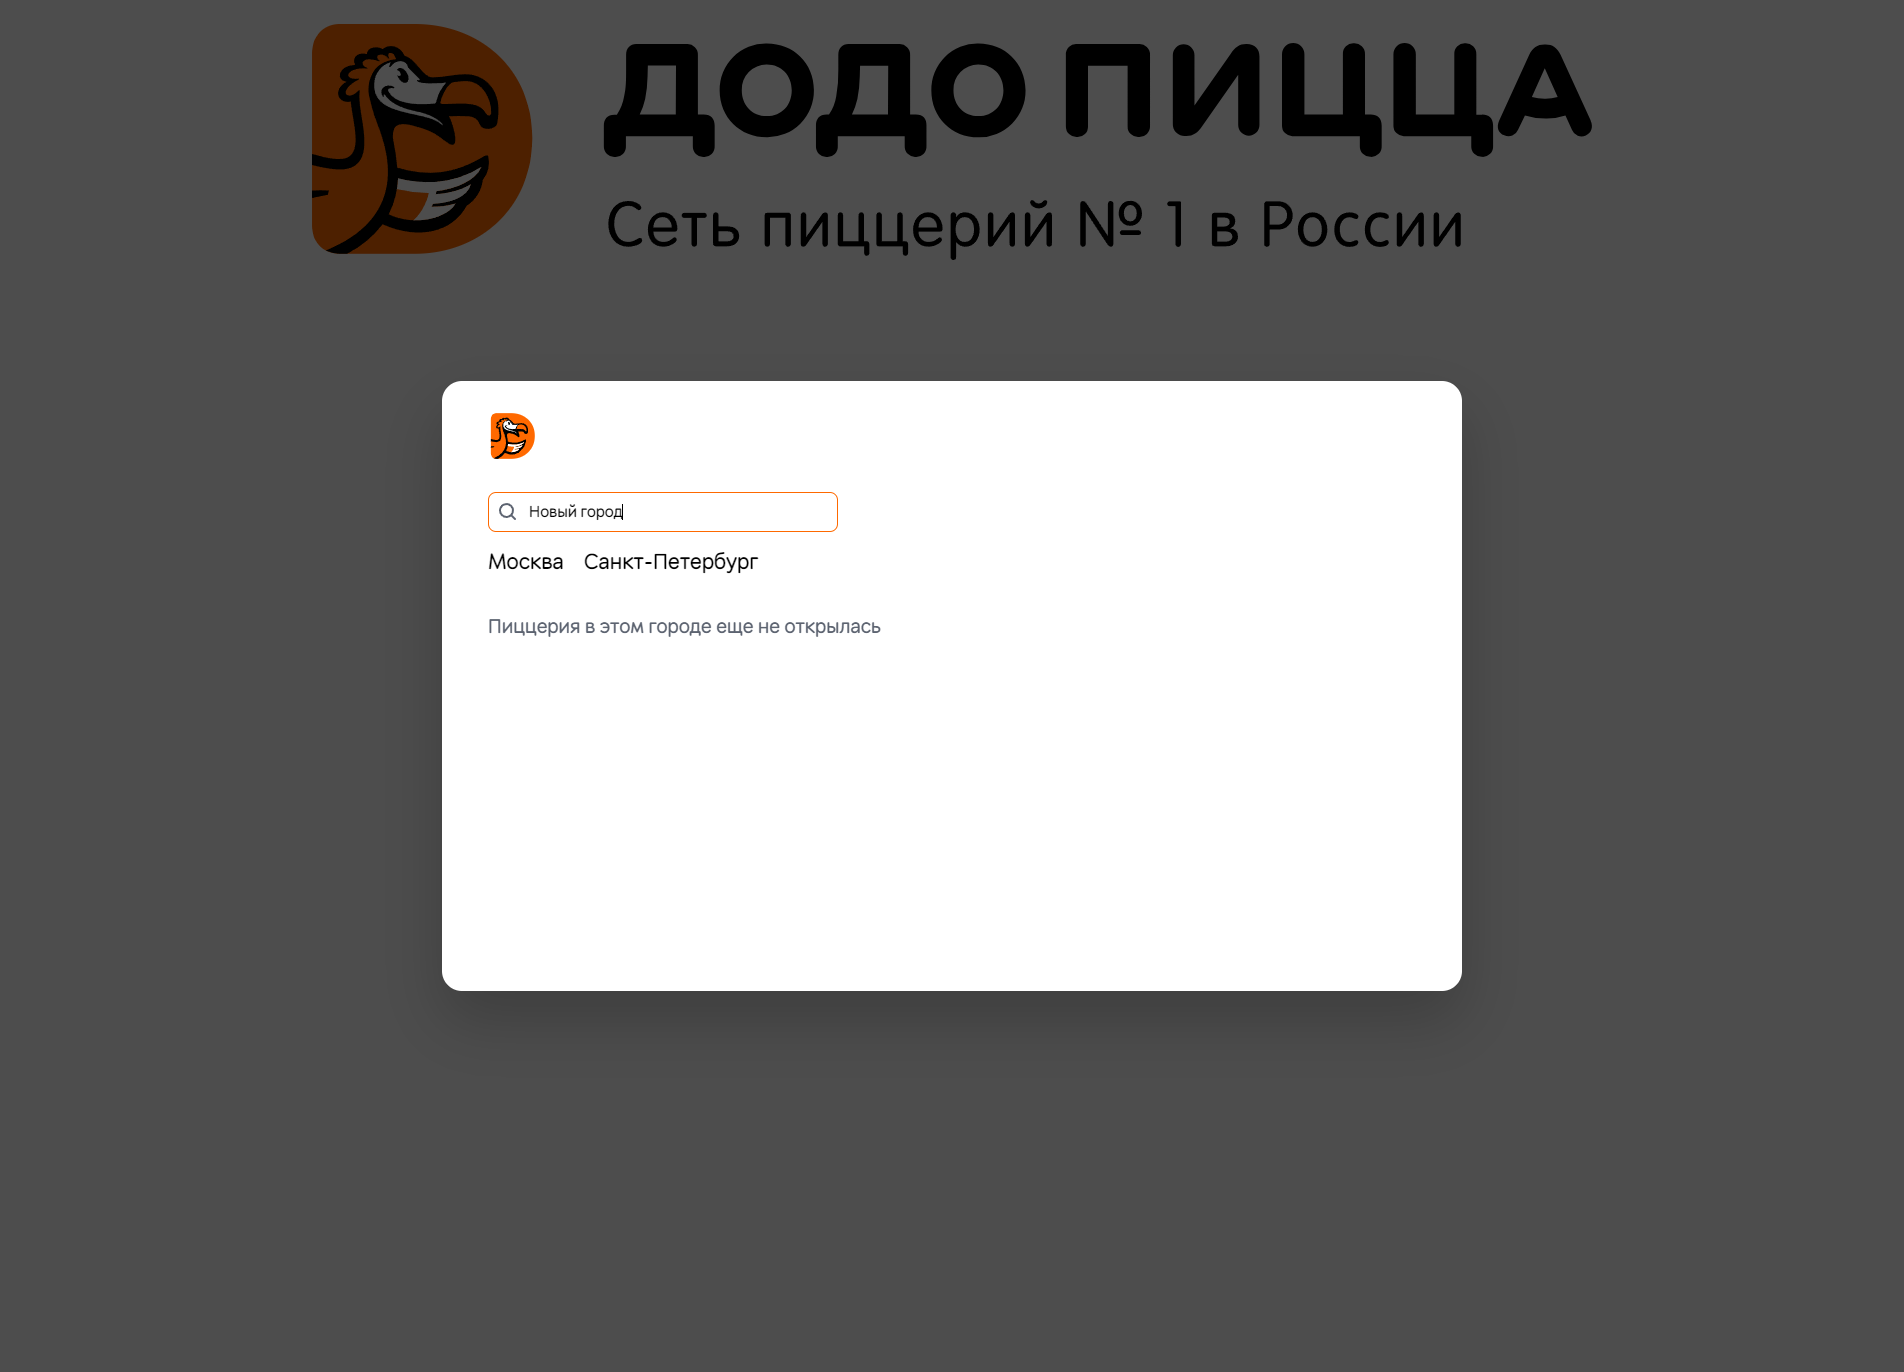 ДОДО ПИЦЦА
Сеть пиццерий № 1 в России
Новый город
Москва Санкт-Петербург
Пиццерия в этом городе еще не открылась